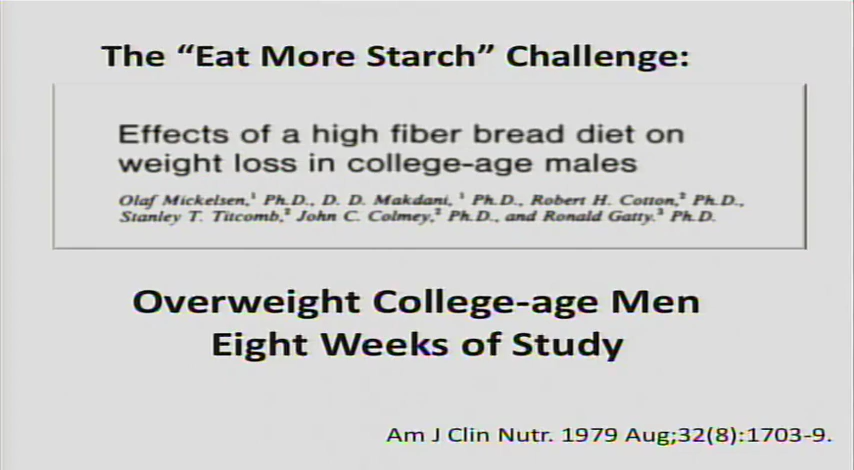 The “Eat More Starch” Challenge:
Effects of a high fiber bread diet on
weight loss in college-age males
Olaf Mickelsen,¹ Ph.D., D. D. Makdani, ¹ Ph.D., Robert H. Cotton,² Ph.D.,
Stanley T. Titcomb,² John C. Colmey,² Ph.D., and Ronald Gatty.³ Ph.D.
Overweight College-age Men
Eight Weeks of Study
Am J Clin Nutr. 1979 Aug;32(8):1703-9.